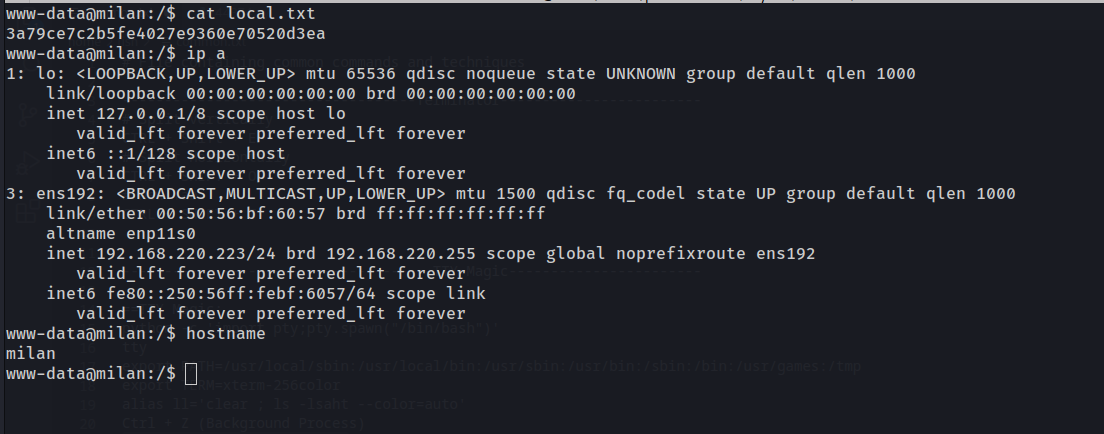 www-data@milan:/$ cat local.txt
3a79ce7c2b5fe4027e9360e70520d3ea
www-data@milan:/$ ip a
1: lo: <LOOPBACK,UP,LOWER_UP> mtu 65536 qdisc noqueue state UNKNOWN group default qlen 1000
    link/loopback 00:00:00:00:00:00 brd 00:00:00:00:00:00
    inet 127.0.0.1/8 scope host lo
       valid_lft forever preferred_lft forever
    inet6 ::1/128 scope host
       valid_lft forever preferred_lft forever
3: ens192: <BROADCAST,MULTICAST,UP,LOWER_UP> mtu 1500 qdisc fq_codel state UP group default qlen 1000
    link/ether 00:50:56:bf:60:57 brd ff:ff:ff:ff:ff:ff
    altname enp11s0
    inet 192.168.220.223/24 brd 192.168.220.255 scope global noprefixroute ens192
       valid_lft forever preferred_lft forever
    inet6 fe80::250:56ff:febf:6057/64 scope link
       valid_lft forever preferred_lft forever
www-data@milan:/$ hostname
milan
www-data@milan:/$